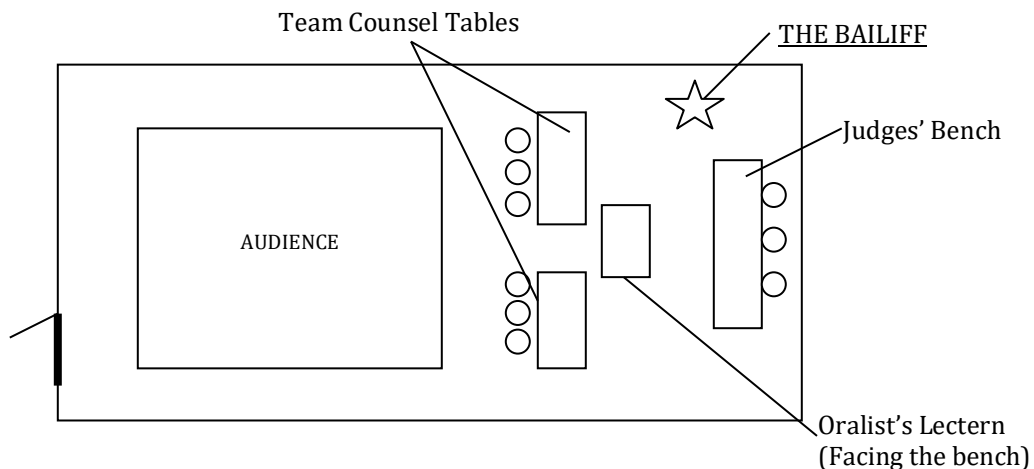 Team Counsel Tables
THE BAILIFF
Judges’ Bench
AUDIENCE
Oralist’s Lectern
(Facing the bench)